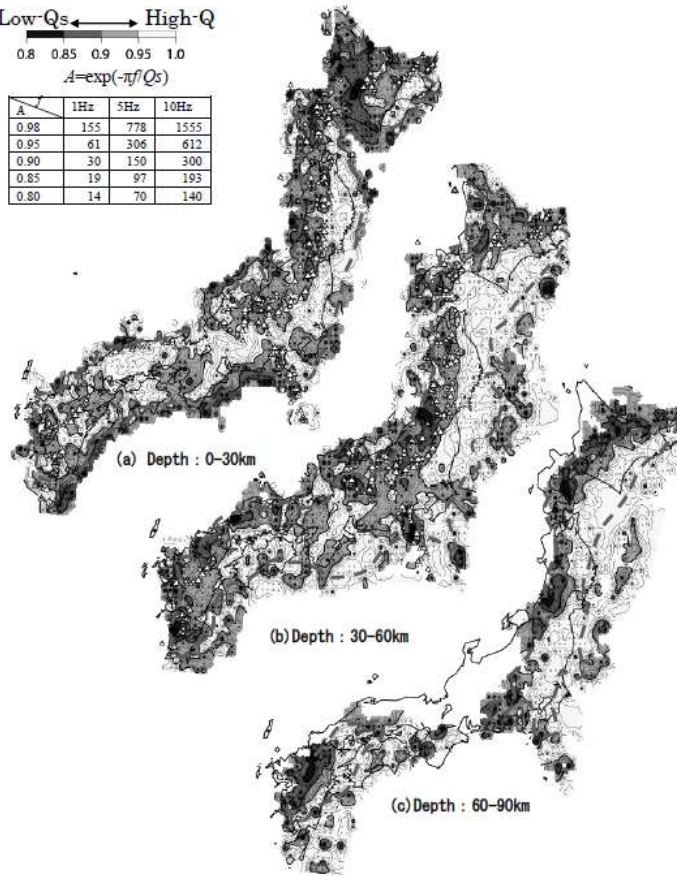 Low-Qs High-Q
0.8 0.85 0.9 0.95 1.0
A=exp(-πf/Qs)
A f 1Hz 5Hz 10Hz
0.98 155 778 1555
0.95 61 306 612
0.90 30 150 300
0.85 19 97 193
0.80 14 70 140
(a) Depth : 0-30km
(b) Depth : 30-60km
(c) Depth : 60-90km